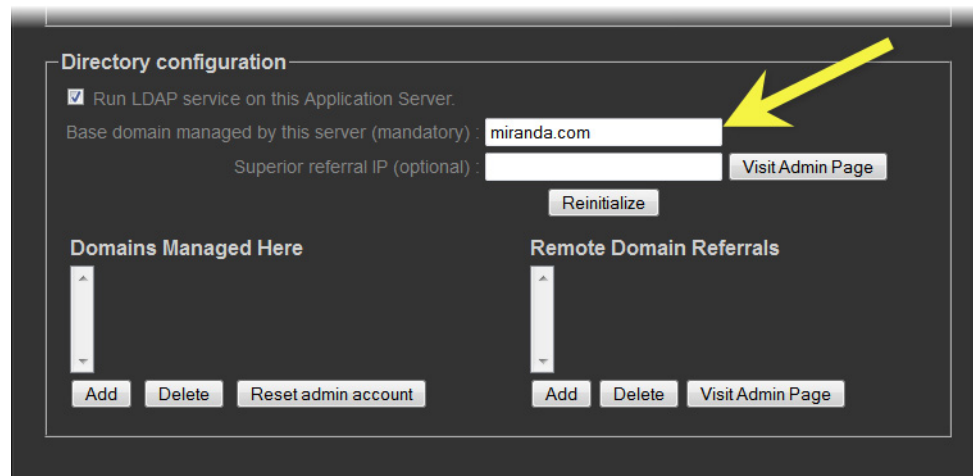 Directory configuration
Run LDAP service on this Application Server.
Base domain managed by this server (mandatory) : miranda.com
Superior referral IP (optional) : Visit Admin Page
Reinitialize
Domains Managed Here
Remote Domain Referrals
Add Delete Reset admin account
Add Delete Visit Admin Page